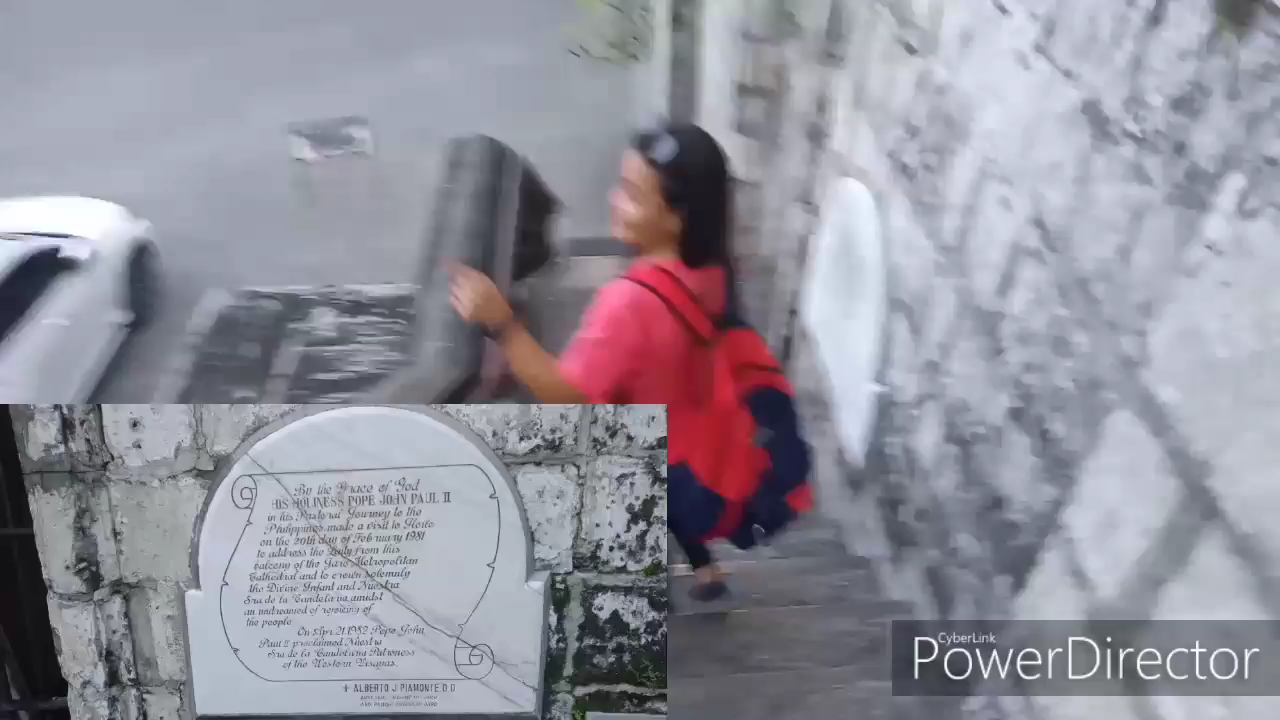 By the Grace of God
HIS HOLINESS POPE JOHN PAUL II
in his Pastoral Journey to the
Philippines made a visit to Iloilo
on the 20th day of February 1981
to address the Laity from this
balcony of the Jaro Metropolitan
Cathedral and to crown solemnly
the Divine Infant and Nuestra
Sra de la Candelaria amidst
an undreamed of rejoicing of
the people
On Apr. 21 1982 Pope John
Paul II proclaimed Nuestra
Sra de la Candelaria Patroness
of the Western Visayas.
+ ALBERTO J PIAMONTE D D
CyberLink
PowerDirector